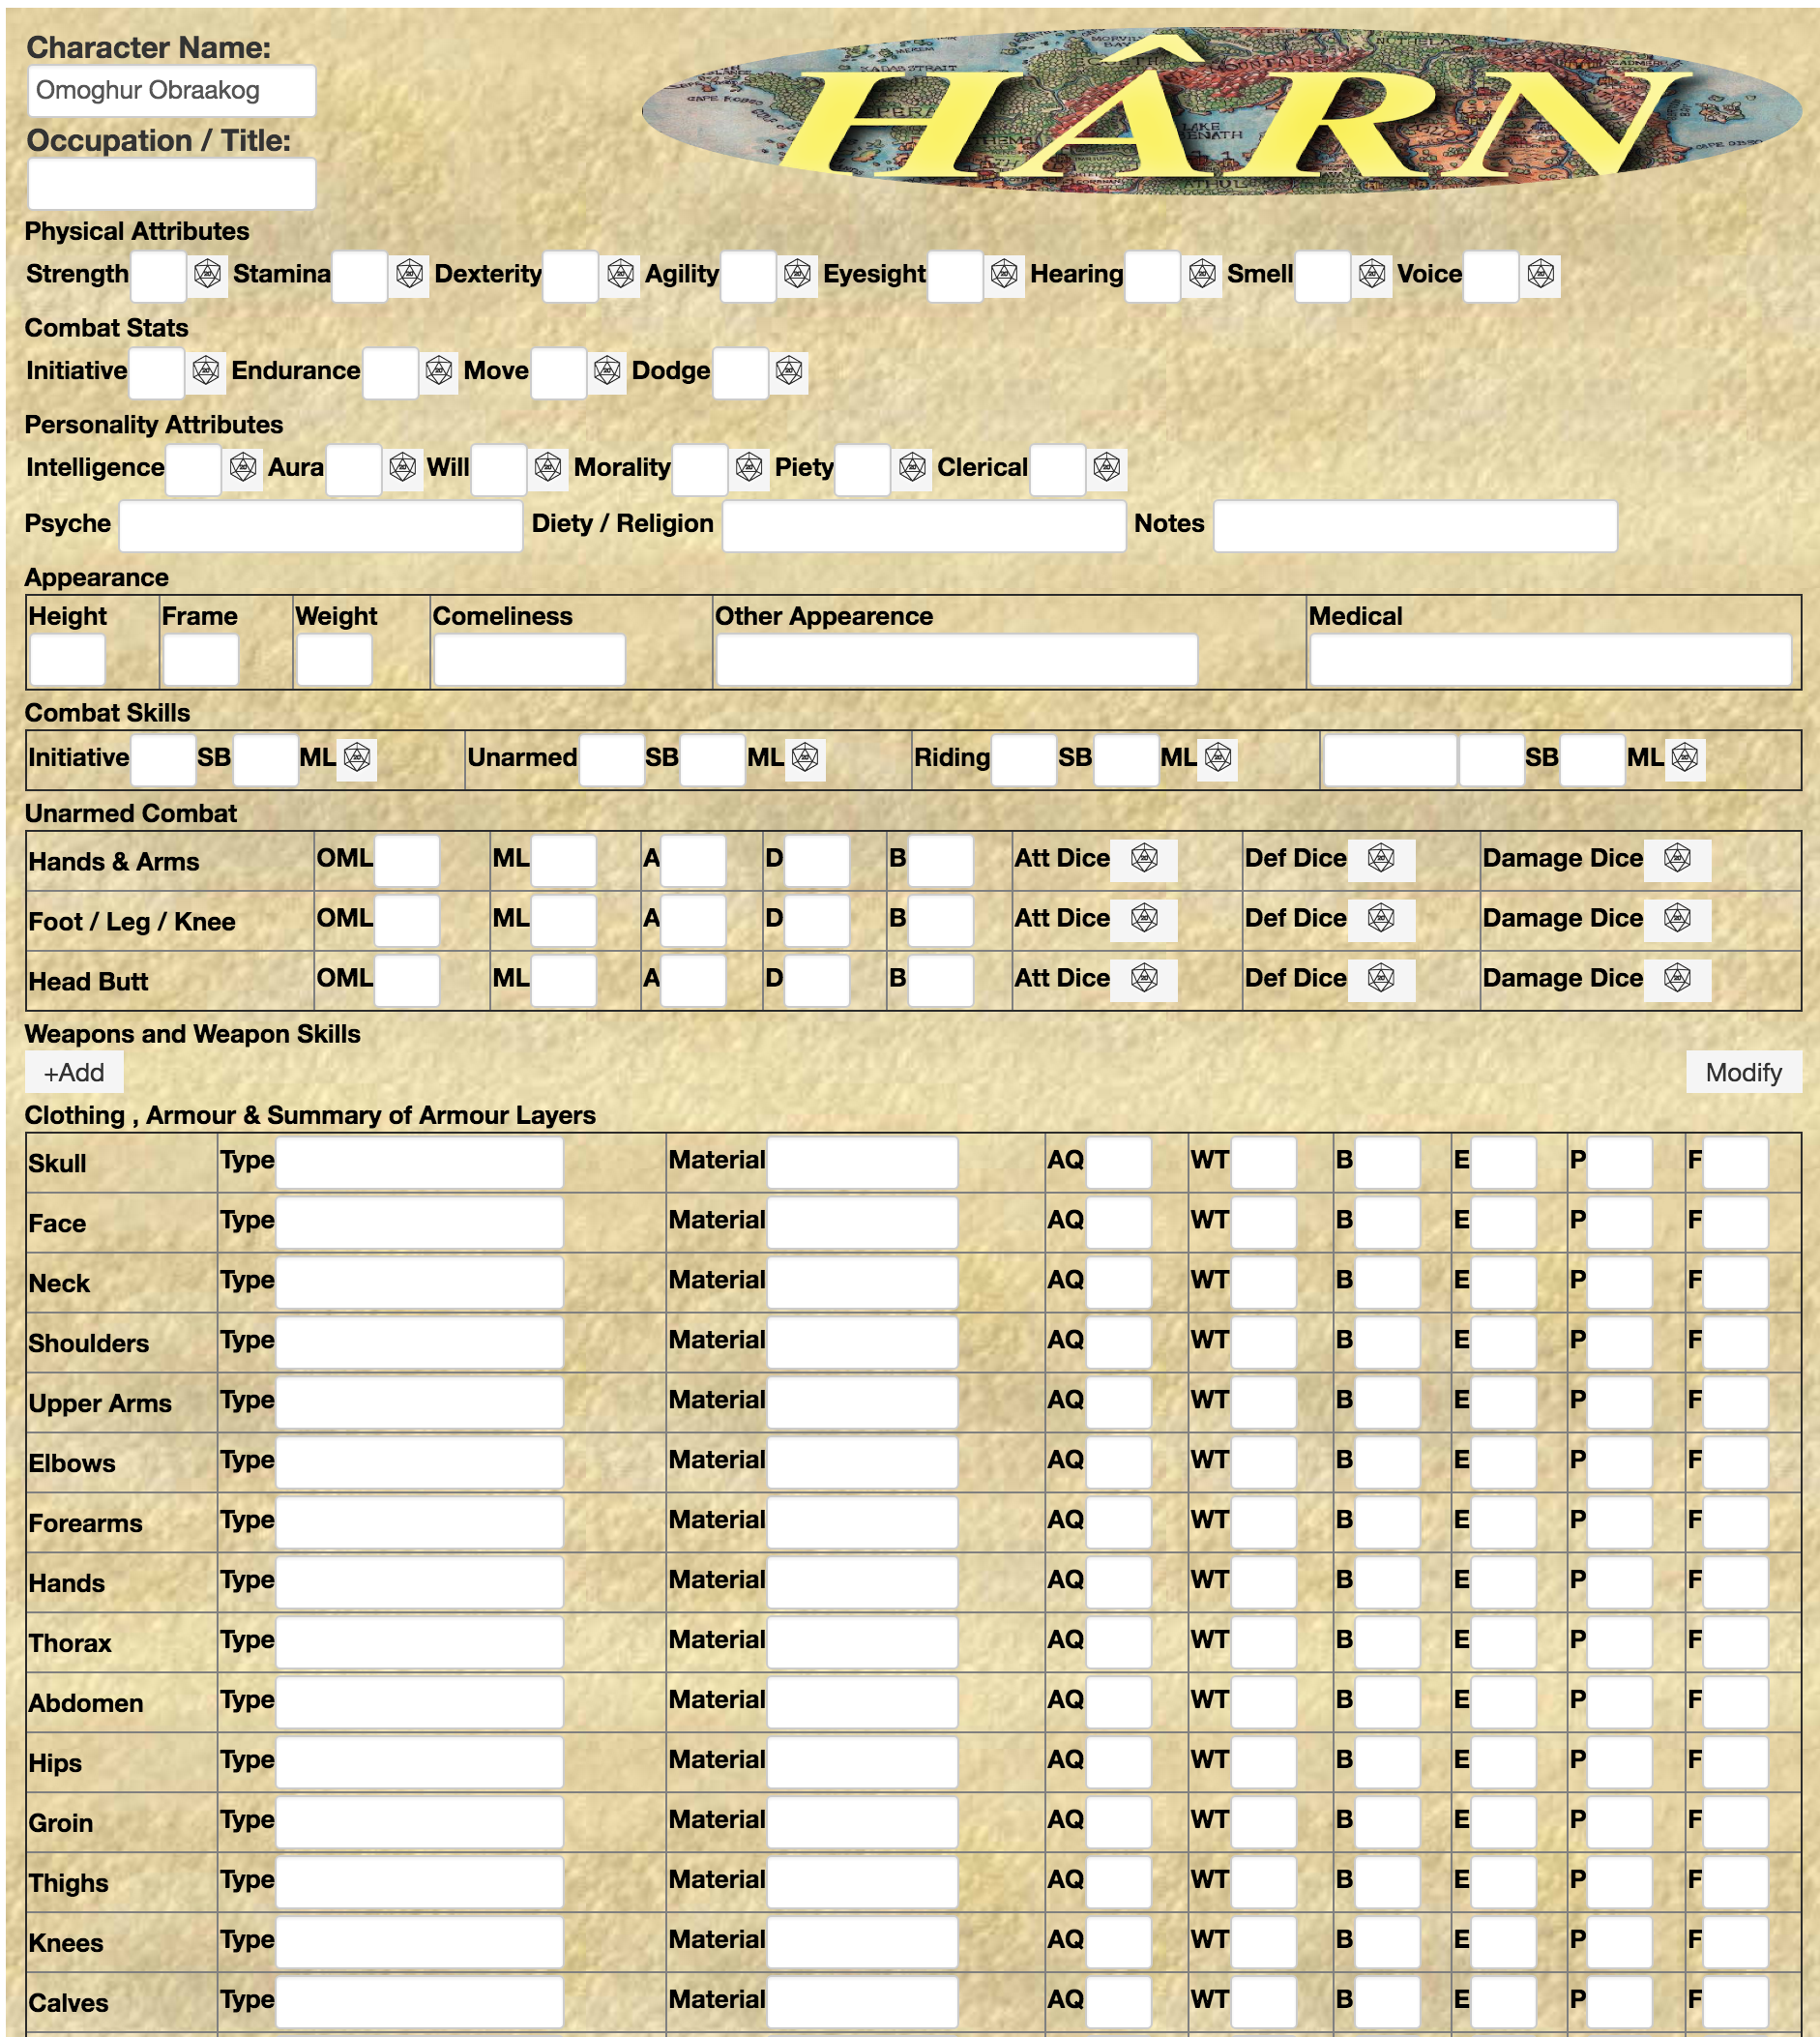 Character Name:
Omoghur Obraakog
Occupation / Title:
HÂRN
Physical Attributes
Strength Stamina Dexterity Agility Eyesight Hearing Smell Voice
Combat Stats
Initiative Endurance Move Dodge
Personality Attributes
Intelligence Aura Will Morality Piety Clerical
Psyche Diety / Religion Notes
Appearance
Height Frame Weight Comeliness Other Appearence Medical
Combat Skills
Initiative SB ML Unarmed SB ML Riding SB ML SB ML
Unarmed Combat
Hands & Arms OML ML A D B Att Dice Def Dice Damage Dice
Foot / Leg / Knee OML ML A D B Att Dice Def Dice Damage Dice
Head Butt OML ML A D B Att Dice Def Dice Damage Dice
Weapons and Weapon Skills
+Add Modify
Clothing , Armour & Summary of Armour Layers
Skull Type Material AQ WT B E P F
Face Type Material AQ WT B E P F
Neck Type Material AQ WT B E P F
Shoulders Type Material AQ WT B E P F
Upper Arms Type Material AQ WT B E P F
Elbows Type Material AQ WT B E P F
Forearms Type Material AQ WT B E P F
Hands Type Material AQ WT B E P F
Thorax Type Material AQ WT B E P F
Abdomen Type Material AQ WT B E P F
Hips Type Material AQ WT B E P F
Groin Type Material AQ WT B E P F
Thighs Type Material AQ WT B E P F
Knees Type Material AQ WT B E P F
Calves Type Material AQ WT B E P F